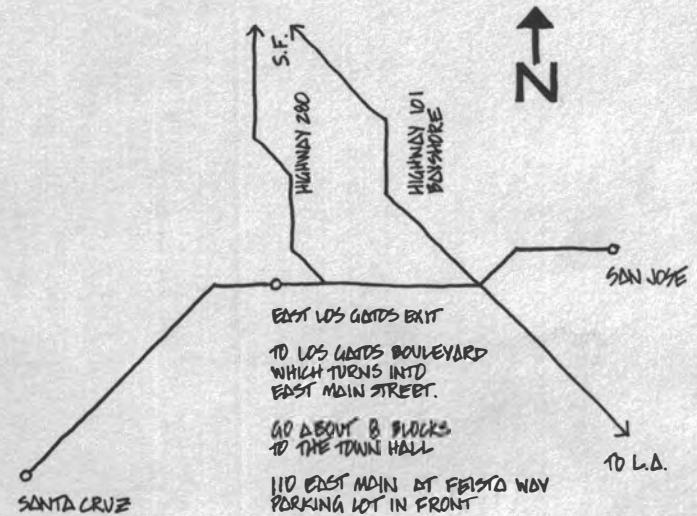 S.F.
N
HIGHWAY 280
HIGHWAY 101
BAYSHORE
SAN JOSE
EAST LOS GATOS EXIT
TO LOS GATOS BOULEVARD
WHICH TURNS INTO
EAST MAIN STREET.
GO ABOUT 8 BLOCKS
TO THE TOWN HALL
TO L.A.
110 EAST MAIN AT FEISTA WAY
PARKING LOT IN FRONT
SANTA CRUZ